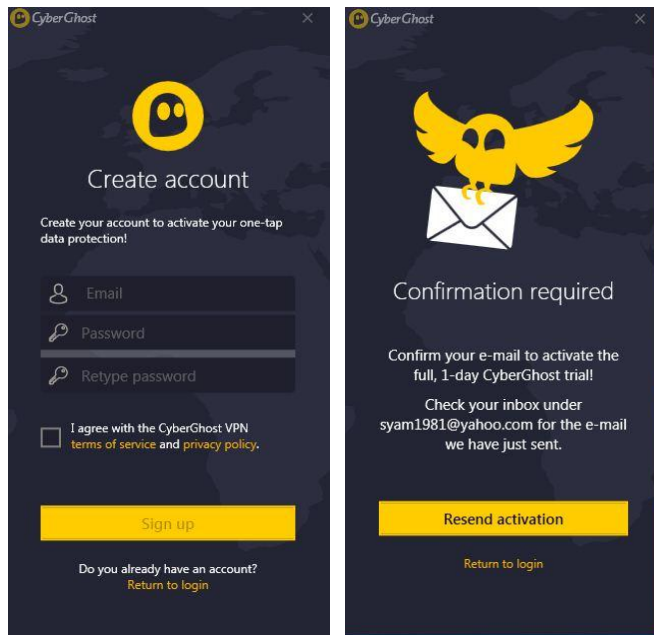 CyberGhost
Create account
Create your account to activate your one-tap
data protection!
Email
Password
Retype password
I agree with the CyberGhost VPN
terms of service and privacy policy.
Sign up
Do you already have an account?
Return to login
CyberGhost
Confirmation required
Confirm your e-mail to activate the
full, 1-day CyberGhost trial!
Check your inbox under
syam1981@yahoo.com for the e-mail
we have just sent.
Resend activation
Return to login